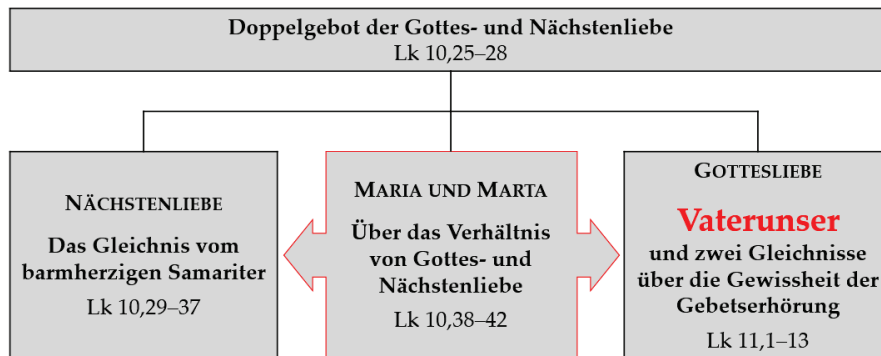 Doppelgebot der Gottes- und Nächstenliebe
Lk 10,25–28
NÄCHSTENLIEBE
Das Gleichnis vom
barmherzigen Samariter
Lk 10,29–37
MARIA UND MARTA
Über das Verhältnis
von Gottes- und
Nächstenliebe
Lk 10,38–42
GOTTESLIEBE
Vaterunser
und zwei Gleichnisse
über die Gewissheit der
Gebetserhörung
Lk 11,1–13